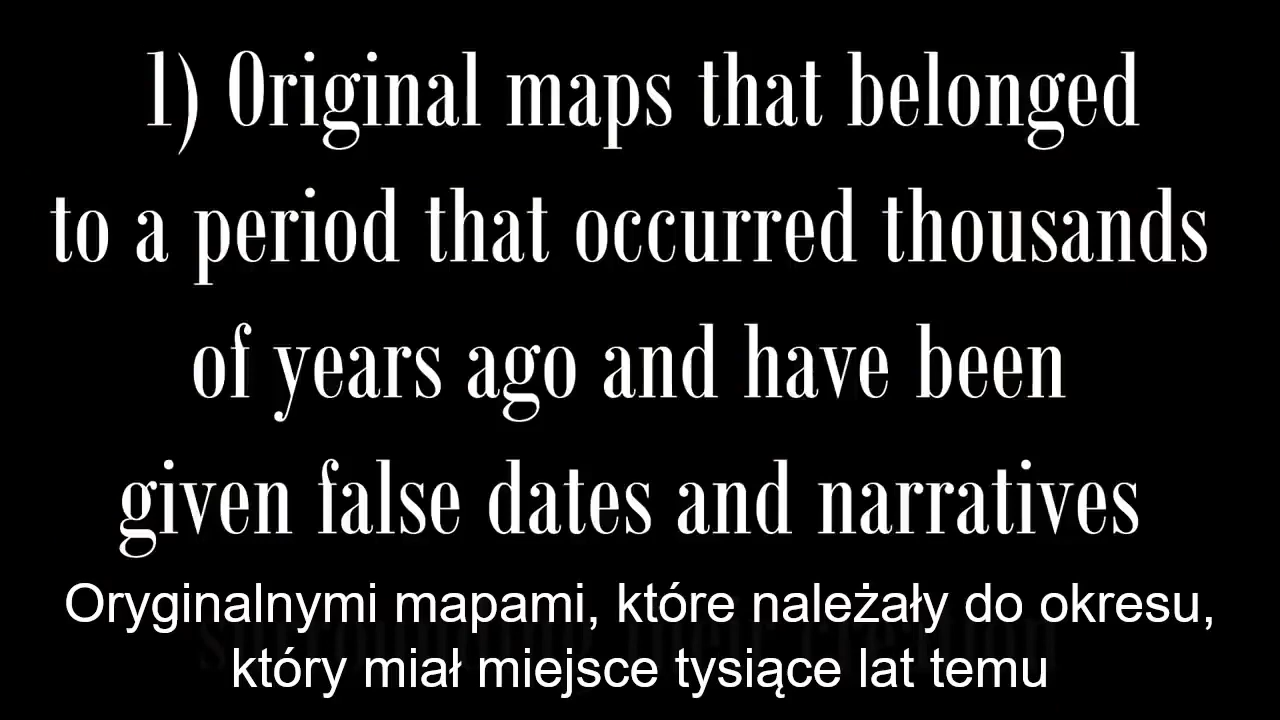 1) Original maps that belonged
to a period that occurred thousands
of years ago and have been
given false dates and narratives
Oryginalnymi mapami, które należały do okresu,
który miał miejsce tysiące lat temu